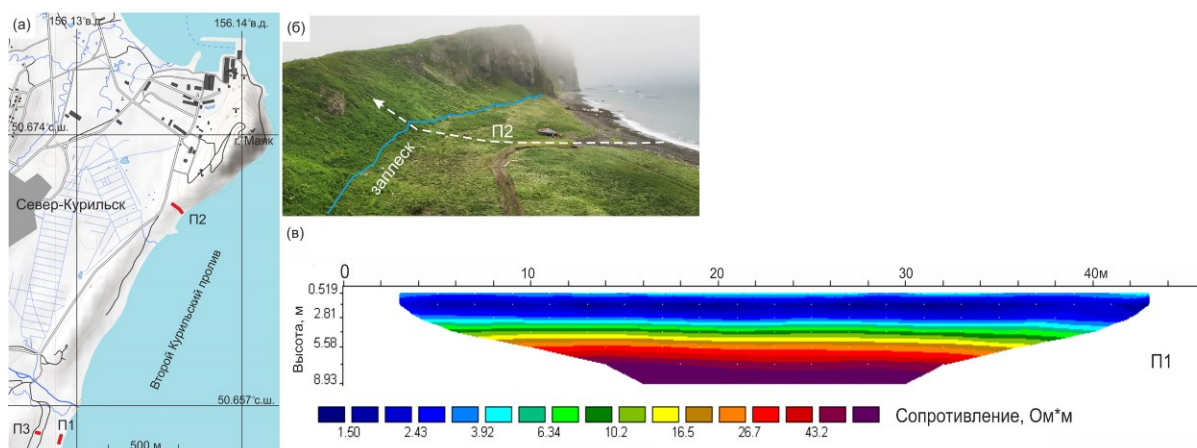 (а)
156.13°в.д.
156.14°в.д.
50.674°с.ш.
г. Маяк
Север-Курильск
П2
Второй Курильский пролив
50.657°с.ш.
П3
П1
500 м
(б)
П2
заплеск
(в)
0
10
20
30
40м
Высота, м
0.519
2.81
5.58
8.93
П1
1.50
2.43
3.92
6.34
10.2
16.5
26.7
43.2
Сопротивление, Ом*м